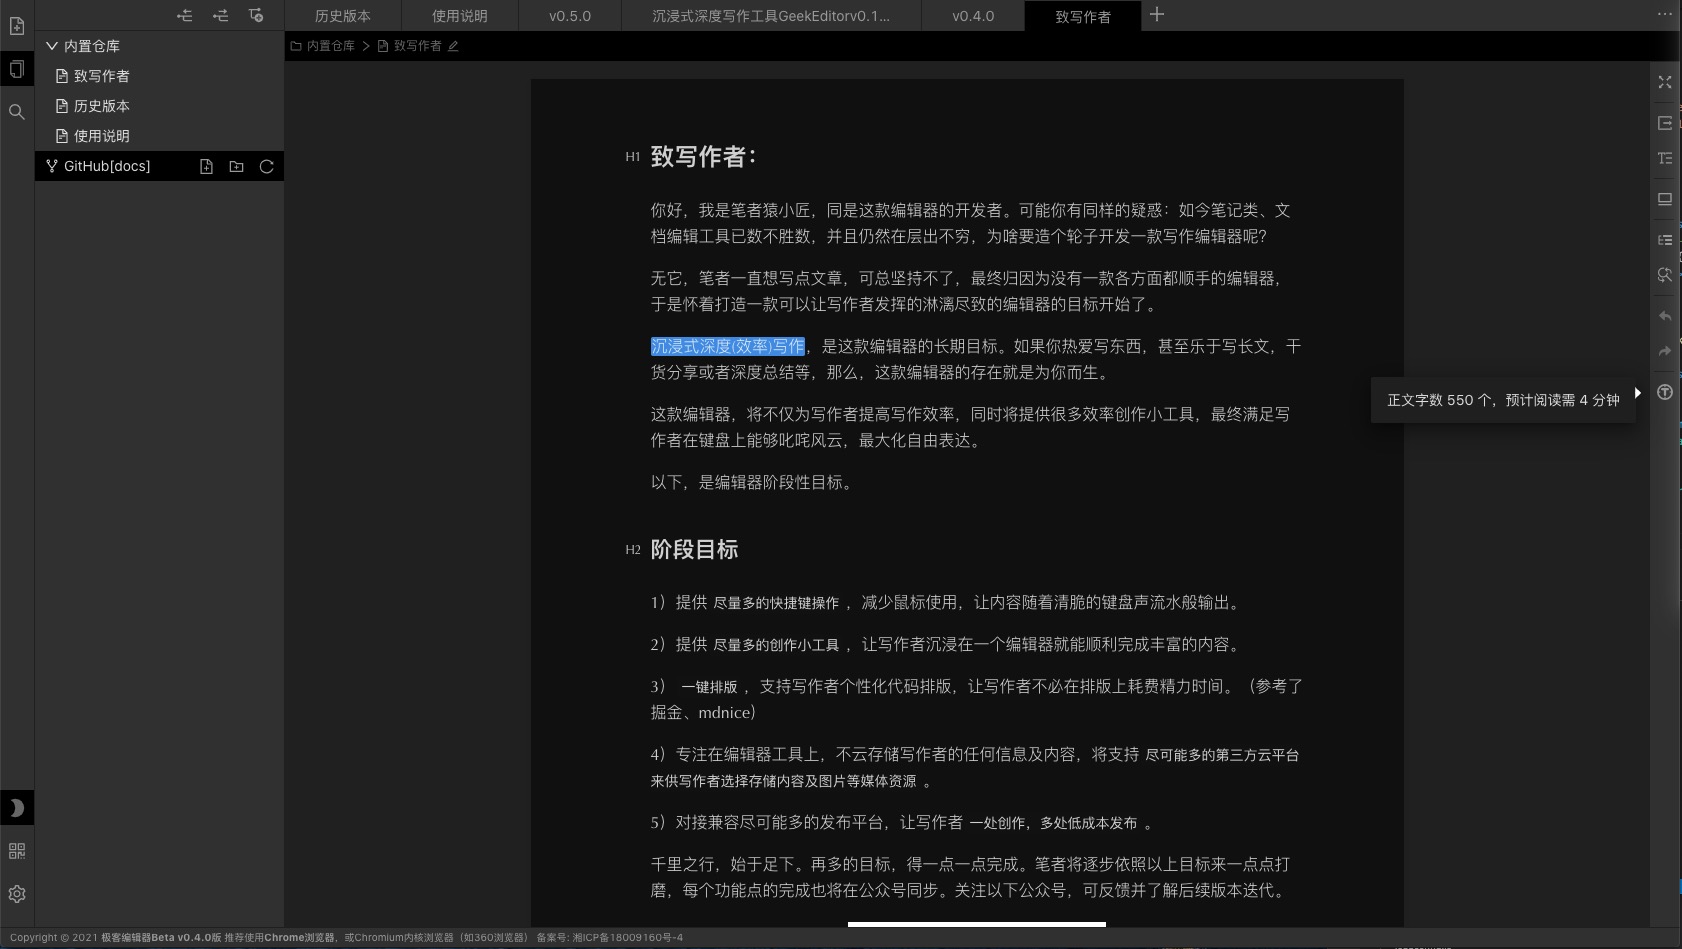 历史版本
使用说明
v0.5.0
沉浸式深度写作工具GeekEditorv0.1...
v0.4.0
致写作者
内置仓库
致写作者
历史版本
使用说明
GitHub[docs]
内置仓库 > 致写作者
H1 致写作者：
你好，我是笔者猿小匠，同是这款编辑器的开发者。可能你有同样的疑惑：如今笔记类、文
档编辑工具已数不胜数，并且仍然在层出不穷，为啥要造个轮子开发一款写作编辑器呢？
无它，笔者一直想写点文章，可总坚持不了，最终归因为没有一款各方面都顺手的编辑器，
于是怀着打造一款可以让写作者发挥的淋漓尽致的编辑器的目标开始了。
沉浸式深度(效率)写作，是这款编辑器的长期目标。如果你热爱写东西，甚至乐于写长文，干
货分享或者深度总结等，那么，这款编辑器的存在就是为你而生。
这款编辑器，将不仅为写作者提高写作效率，同时将提供很多效率创作小工具，最终满足写
作者在键盘上能够叱咤风云，最大化自由表达。
以下，是编辑器阶段性目标。
H2 阶段目标
1）提供 尽量多的快捷键操作 ，减少鼠标使用，让内容随着清脆的键盘声流水般输出。
2）提供 尽量多的创作小工具 ，让写作者沉浸在一个编辑器就能顺利完成丰富的内容。
3） 一键排版 ，支持写作者个性化代码排版，让写作者不必在排版上耗费精力时间。（参考了
掘金、mdnice）
4）专注在编辑器工具上，不云存储写作者的任何信息及内容，将支持 尽可能多的第三方云平台
来供写作者选择存储内容及图片等媒体资源 。
5）对接兼容尽可能多的发布平台，让写作者 一处创作，多处低成本发布 。
千里之行，始于足下。再多的目标，得一点一点完成。笔者将逐步依照以上目标来一点点打
磨，每个功能点的完成也将在公众号同步。关注以下公众号，可反馈并了解后续版本迭代。
正文字数 550 个，预计阅读需 4 分钟
Copyright © 2021 极客编辑器Beta v0.4.0版 推荐使用Chrome浏览器，或Chromium内核浏览器（如360浏览器） 备案号: 湘ICP备18009160号-4